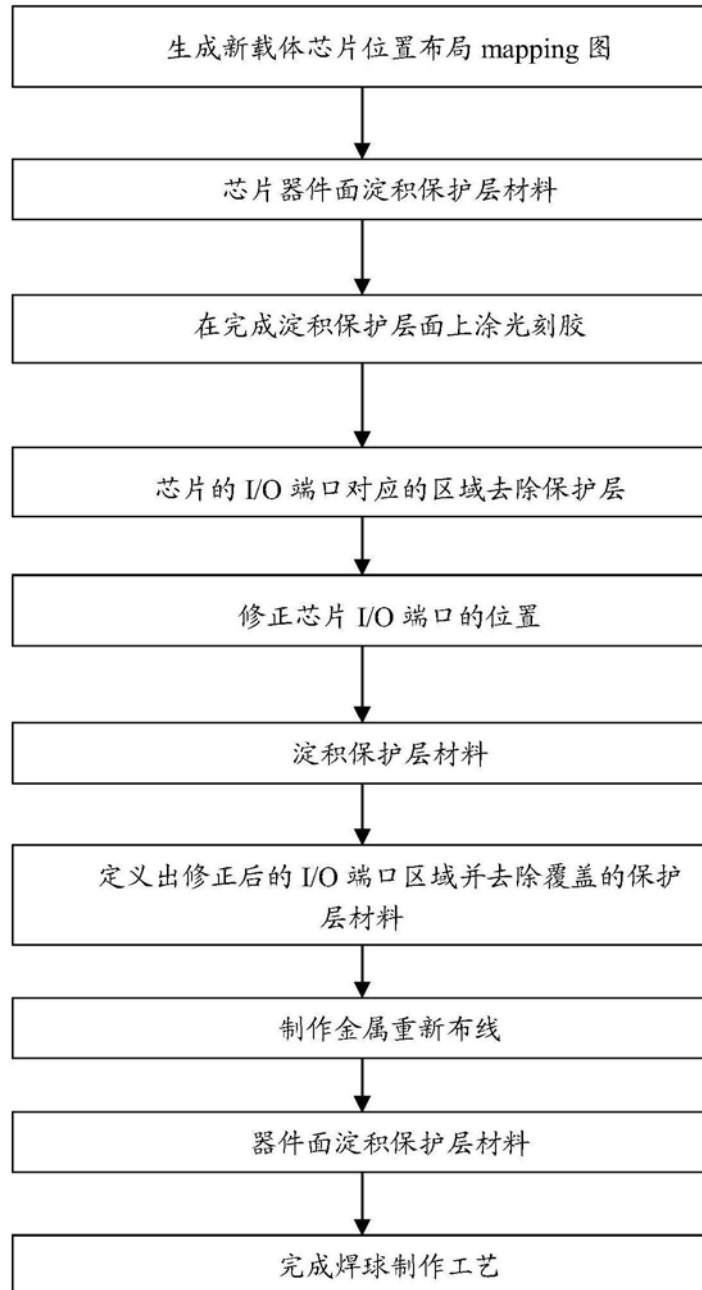 生成新载体芯片位置布局 mapping 图
芯片器件面淀积保护层材料
在完成淀积保护层面上涂光刻胶
芯片的 I/O 端口对应的区域去除保护层
修正芯片 I/O 端口的位置
淀积保护层材料
定义出修正后的 I/O 端口区域并去除覆盖的保护
层材料
制作金属重新布线
器件面淀积保护层材料
完成焊球制作工艺